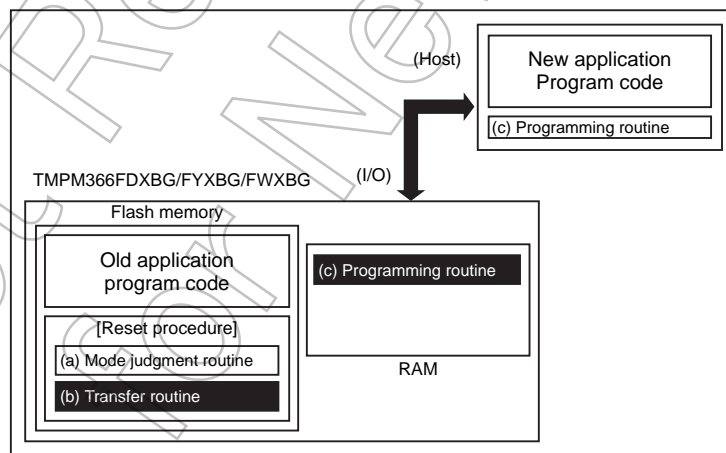 (Host)
New application
Program code
(c) Programming routine
TMPM366FDXBG/FYXBG/FWXBG
(I/O)
Flash memory
Old application
program code
(c) Programming routine
[Reset procedure]
(a) Mode judgment routine
(b) Transfer routine
RAM